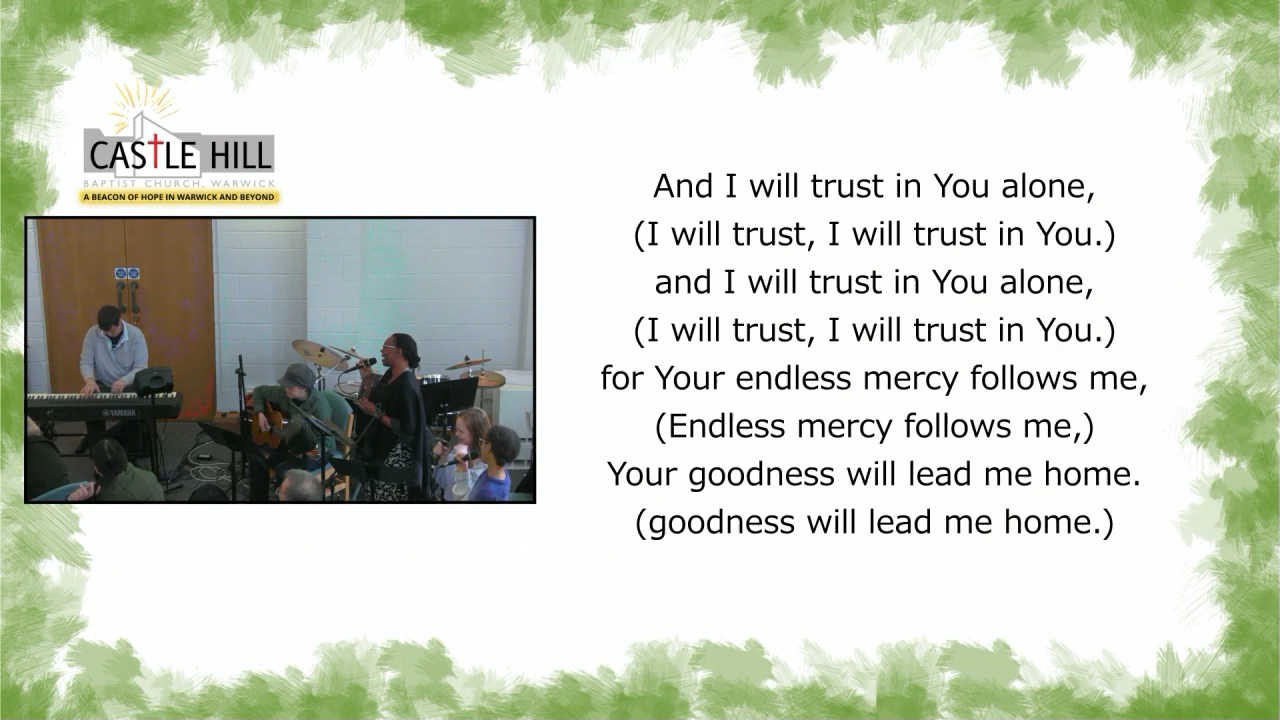 CASTLE HILL
BAPTIST CHURCH, WARWICK
A BEACON OF HOPE IN WARWICK AND BEYOND
YAMAHA
And I will trust in You alone,
(I will trust, I will trust in You.)
and I will trust in You alone,
(I will trust, I will trust in You.)
for Your endless mercy follows me,
(Endless mercy follows me,)
Your goodness will lead me home.
(goodness will lead me home.)